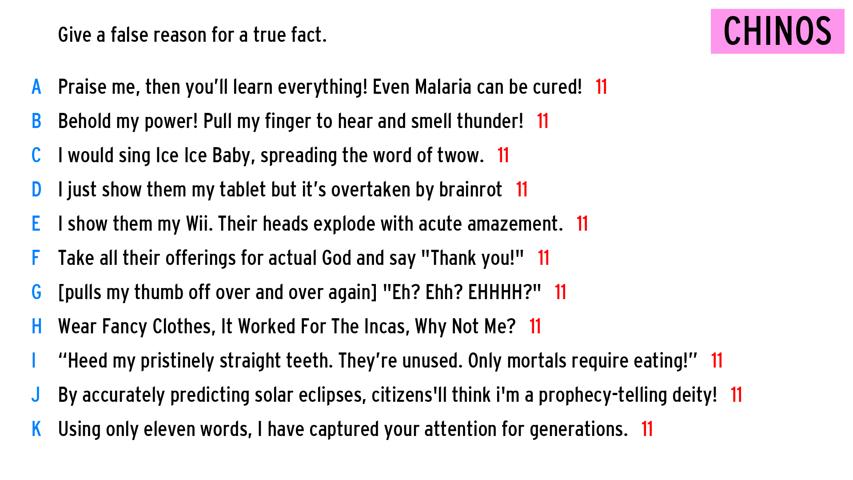 Give a false reason for a true fact.
CHINOS
A Praise me, then you’ll learn everything! Even Malaria can be cured! 11
B Behold my power! Pull my finger to hear and smell thunder! 11
C I would sing Ice Ice Baby, spreading the word of twow. 11
D I just show them my tablet but it’s overtaken by brainrot 11
E I show them my Wii. Their heads explode with acute amazement. 11
F Take all their offerings for actual God and say "Thank you!" 11
G [pulls my thumb off over and over again] "Eh? Ehh? EHHHH?" 11
H Wear Fancy Clothes, It Worked For The Incas, Why Not Me? 11
I “Heed my pristinely straight teeth. They’re unused. Only mortals require eating!” 11
J By accurately predicting solar eclipses, citizens'll think i'm a prophecy-telling deity! 11
K Using only eleven words, I have captured your attention for generations. 11